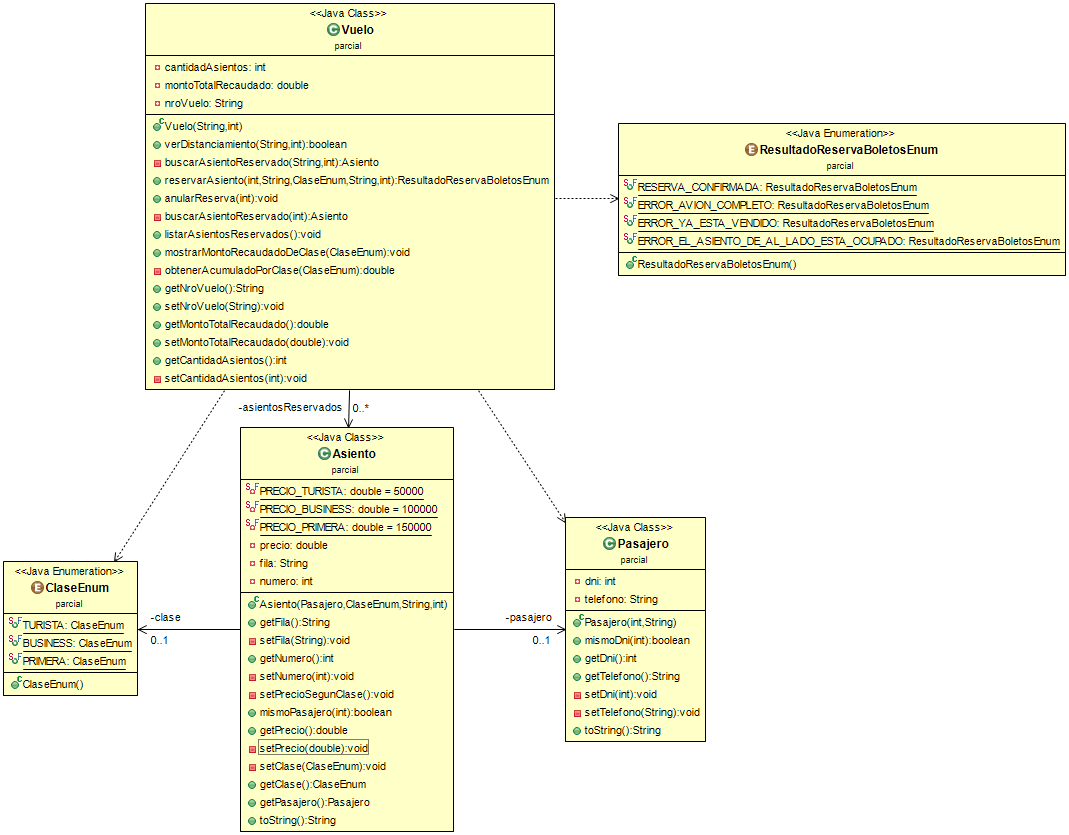 <<Java Class>>
Vuelo
parcial
cantidadAsientos: int
montoTotalRecaudado: double
nroVuelo: String
Vuelo(String,int)
verDistanciamiento(String,int):boolean
buscarAsientoReservado(String,int):Asiento
reservarAsiento(int,String,ClaseEnum,String,int):ResultadoReservaBoletosEnum
anularReserva(int):void
buscarAsientoReservado(int):Asiento
listarAsientosReservados():void
mostrarMontoRecaudadoDeClase(ClaseEnum):void
obtenerAcumuladoPorClase(ClaseEnum):double
getNroVuelo():String
setNroVuelo(String):void
getMontoTotalRecaudado():double
setMontoTotalRecaudado(double):void
getCantidadAsientos():int
setCantidadAsientos(int):void
<<Java Enumeration>>
ResultadoReservaBoletosEnum
parcial
RESERVA_CONFIRMADA: ResultadoReservaBoletosEnum
ERROR_AVION_COMPLETO: ResultadoReservaBoletosEnum
ERROR_YA_ESTA_VENDIDO: ResultadoReservaBoletosEnum
ERROR_EL_ASIENTO_DE_AL_LADO_ESTA_OCUPADO: ResultadoReservaBoletosEnum
ResultadoReservaBoletosEnum()
-asientosReservados 0..*
<<Java Class>>
Asiento
parcial
PRECIO_TURISTA: double = 50000
PRECIO_BUSINESS: double = 100000
PRECIO_PRIMERA: double = 150000
precio: double
fila: String
numero: int
Asiento(Pasajero,ClaseEnum,String,int)
getFila():String
setFila(String):void
getNumero():int
setNumero(int):void
setPrecioSegunClase():void
mismoPasajero(int):boolean
getPrecio():double
setPrecio(double):void
setClase(ClaseEnum):void
getClase():ClaseEnum
getPasajero():Pasajero
toString():String
<<Java Enumeration>>
ClaseEnum
parcial
TURISTA: ClaseEnum
BUSINESS: ClaseEnum
PRIMERA: ClaseEnum
ClaseEnum()
-clase
0..1
-pasajero
0..1
<<Java Class>>
Pasajero
parcial
dni: int
telefono: String
Pasajero(int,String)
mismoDni(int):boolean
getDni():int
getTelefono():String
setDni(int):void
setTelefono(String):void
toString():String